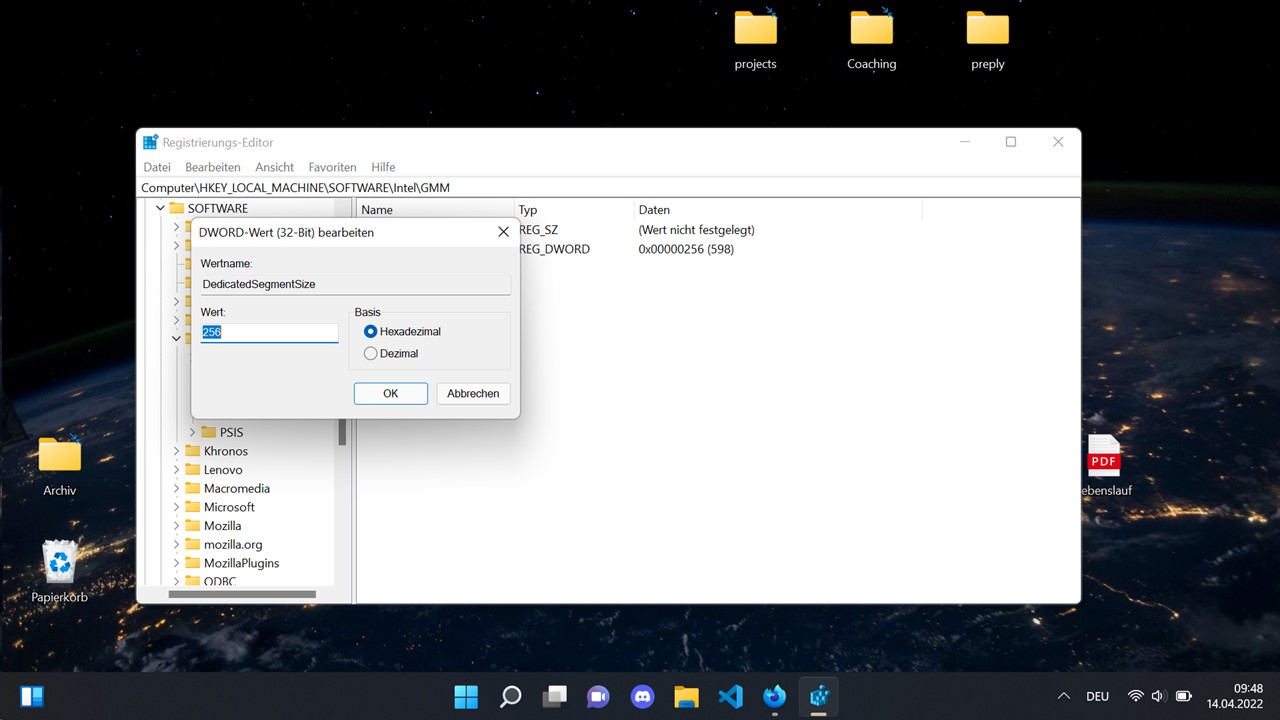 projects
Coaching
preply
Registrierungs-Editor
Datei Bearbeiten Ansicht Favoriten Hilfe
Computer\HKEY_LOCAL_MACHINE\SOFTWARE\Intel\GMM
SOFTWARE
Name Typ Daten
REG_SZ (Wert nicht festgelegt)
REG_DWORD 0x00000256 (598)
DWORD-Wert (32-Bit) bearbeiten
Wertname:
DedicatedSegmentSize
Wert:
256
Basis
Hexadezimal
Dezimal
OK
Abbrechen
PSIS
Khronos
Lenovo
Macromedia
Microsoft
Mozilla
mozilla.org
MozillaPlugins
ODBC
Archiv
Papierkorb
PDF
ebenslauf
DEU
09:48
14.04.2022